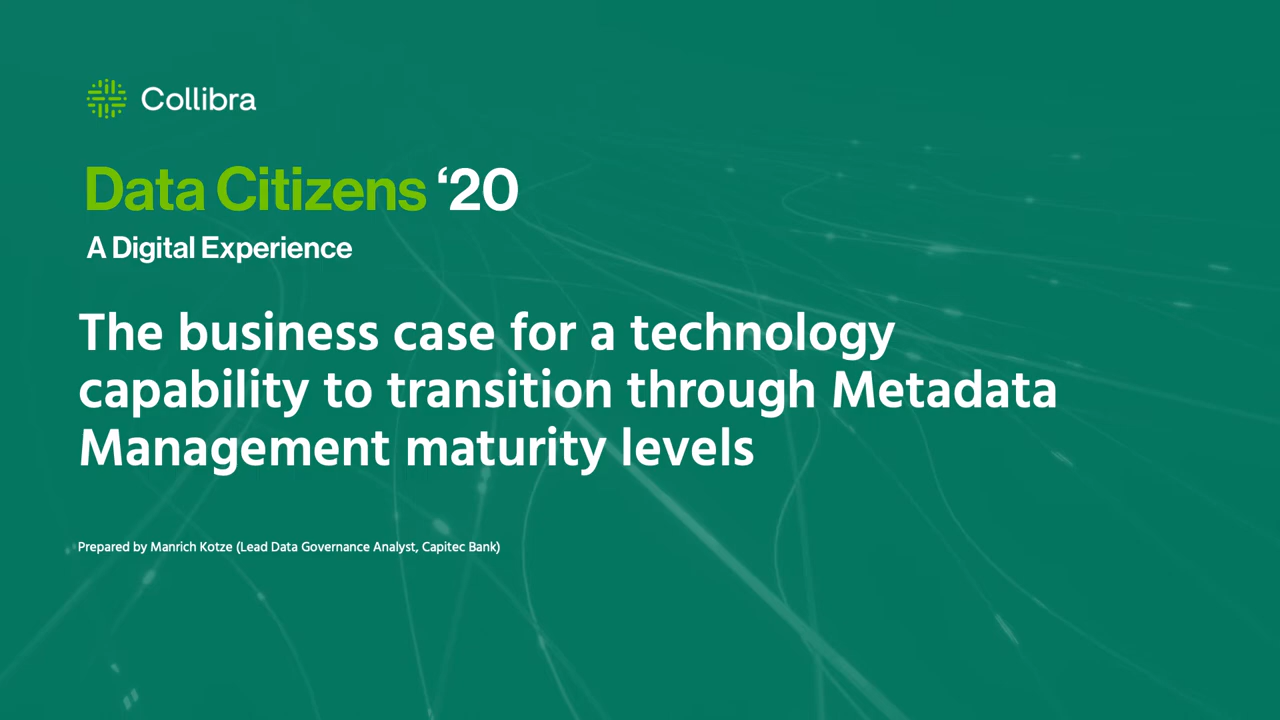 Collibra
Data Citizens ‘20
A Digital Experience
The business case for a technology
capability to transition through Metadata
Management maturity levels
Prepared by Manrich Kotze (Lead Data Governance Analyst, Capitec Bank)